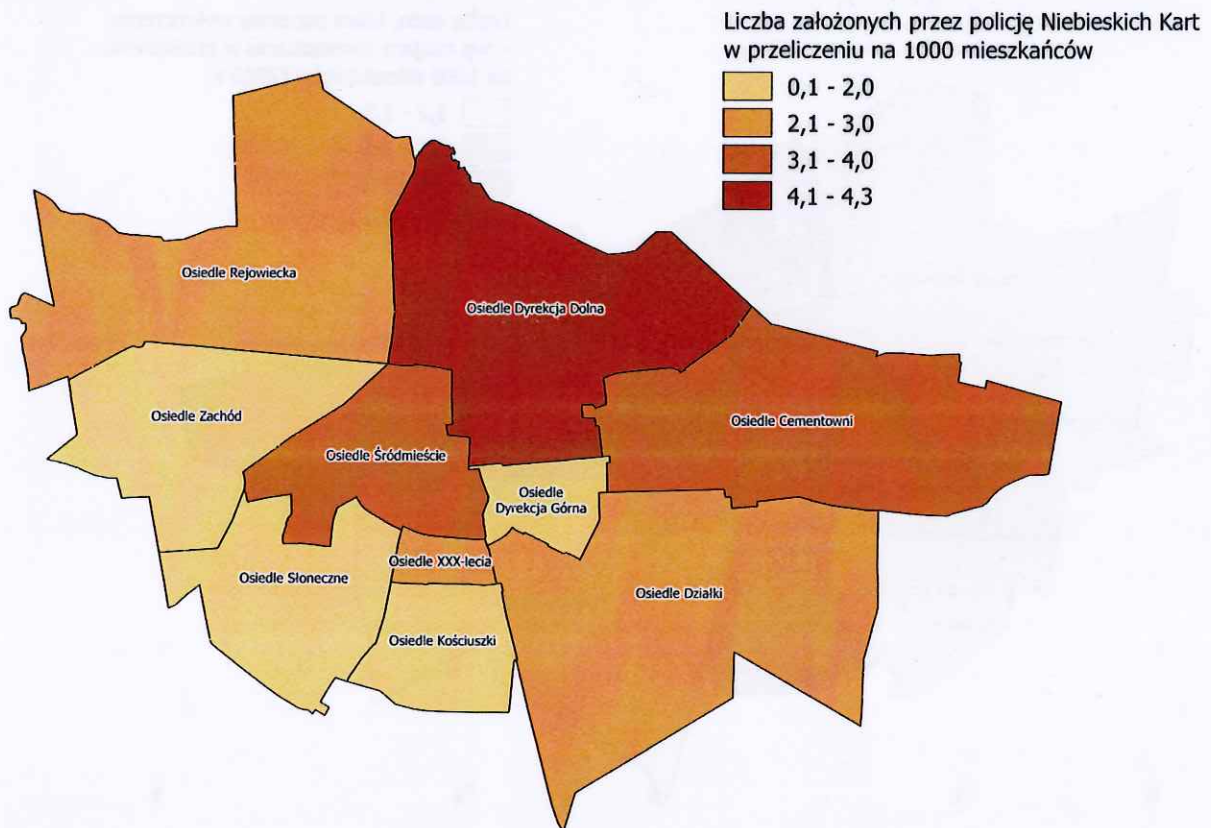 Liczba założonych przez policję Niebieskich Kart
w przeliczeniu na 1000 mieszkańców
0,1 - 2,0
2,1 - 3,0
3,1 - 4,0
4,1 - 4,3
Osiedle Rejowiecka
Osiedle Dyrekcja Dolna
Osiedle Zachód
Osiedle Cementowni
Osiedle Śródmieście
Osiedle
Dyrekcja Górna
Osiedle XXX-lecia
Osiedle Słoneczne
Osiedle Działki
Osiedle Kościuszki